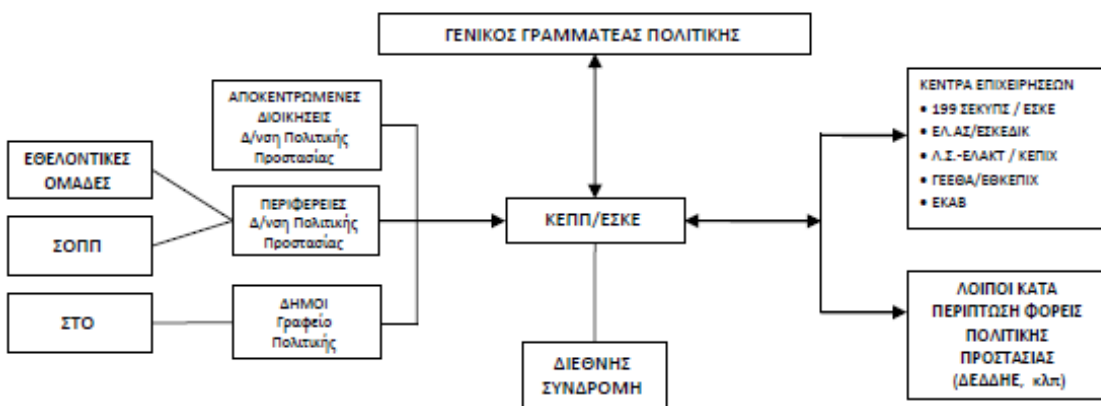 ΓΕΝΙΚΟΣ ΓΡΑΜΜΑΤΕΑΣ ΠΟΛΙΤΙΚΗΣ
ΑΠΟΚΕΝΤΡΩΜΕΝΕΣ
ΔΙΟΙΚΗΣΕΙΣ
Δ/νση Πολιτικής
Προστασίας
ΕΘΕΛΟΝΤΙΚΕΣ
ΟΜΑΔΕΣ
ΣΟΠΠ
ΣΤΟ
ΠΕΡΙΦΕΡΕΙΕΣ
Δ/νση Πολιτικής
Προστασίας
ΔΗΜΟΙ
Γραφείο
Πολιτικής
ΚΕΠΠ/ΕΣΚΕ
ΔΙΕΘΝΗΣ
ΣΥΝΔΡΟΜΗ
ΚΕΝΤΡΑ ΕΠΙΧΕΙΡΗΣΕΩΝ
• 199 ΣΕΚΥΠΣ / ΕΣΚΕ
• ΕΛ.ΑΣ/ΕΣΚΕΔΙΚ
• Λ.Σ.-ΕΛΑΚΤ / ΚΕΠΙΧ
• ΓΕΕΘΑ/ΕΘΚΕΠΙΧ
• ΕΚΑΒ
ΛΟΙΠΟΙ ΚΑΤΑ
ΠΕΡΙΠΤΩΣΗ ΦΟΡΕΙΣ
ΠΟΛΙΤΙΚΗΣ
ΠΡΟΣΤΑΣΙΑΣ
(ΔΕΔΔΗΕ, κλπ)